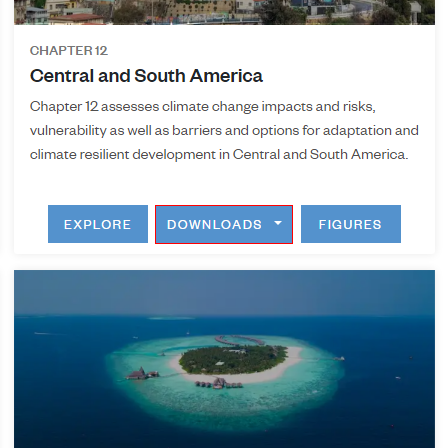 CHAPTER 12
Central and South America
Chapter 12 assesses climate change impacts and risks,
vulnerability as well as barriers and options for adaptation and
climate resilient development in Central and South America.
EXPLORE
DOWNLOADS
FIGURES